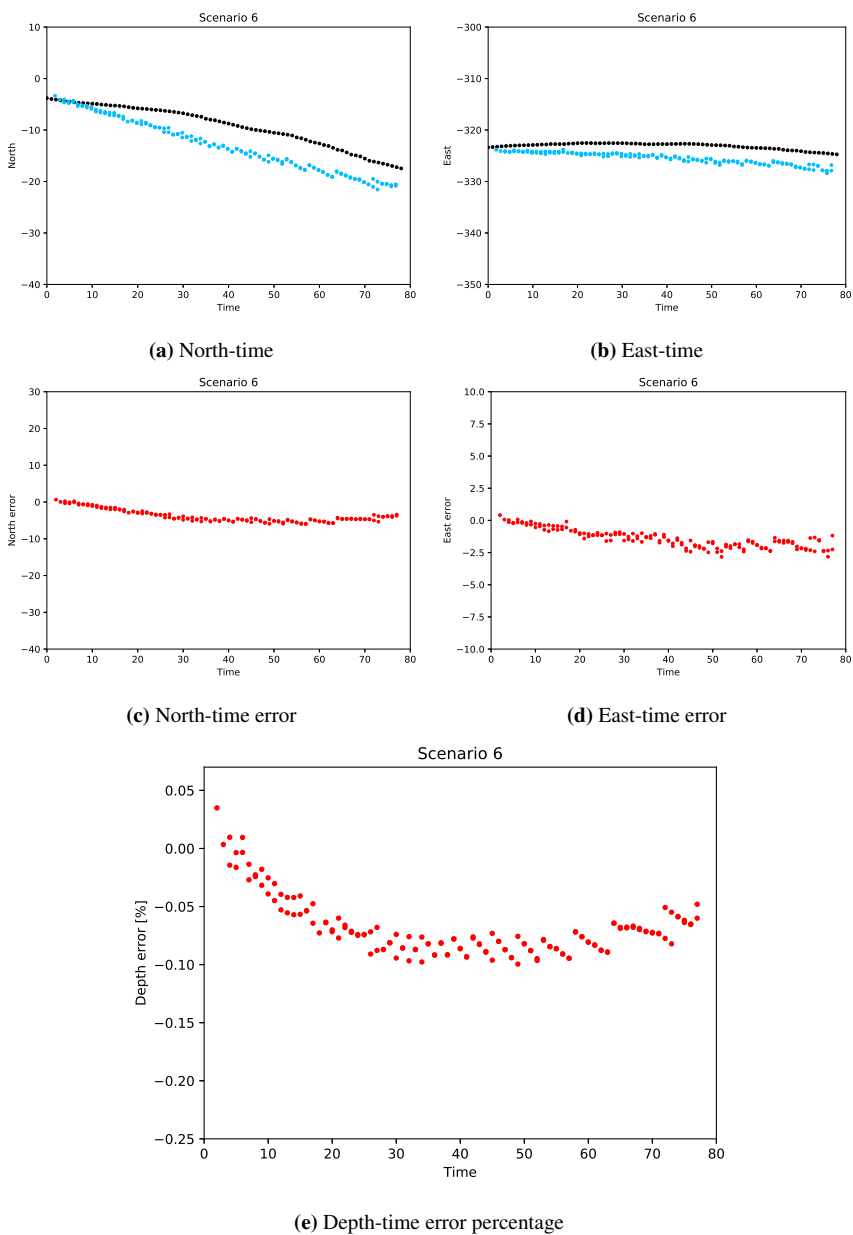 Scenario 6
10
0
−10
−20
−30
−40
North
0 10 20 30 40 50 60 70 80
Time
(a) North-time
Scenario 6
−300
−310
−320
−330
−340
−350
East
0 10 20 30 40 50 60 70 80
Time
(b) East-time
Scenario 6
30
20
10
0
−10
−20
−30
−40
North error
0 10 20 30 40 50 60 70 80
Time
(c) North-time error
Scenario 6
10.0
7.5
5.0
2.5
0.0
−2.5
−5.0
−7.5
−10.0
East error
0 10 20 30 40 50 60 70 80
Time
(d) East-time error
Scenario 6
0.05
0.00
−0.05
−0.10
−0.15
−0.20
−0.25
Depth error [%]
0 10 20 30 40 50 60 70 80
Time
(e) Depth-time error percentage